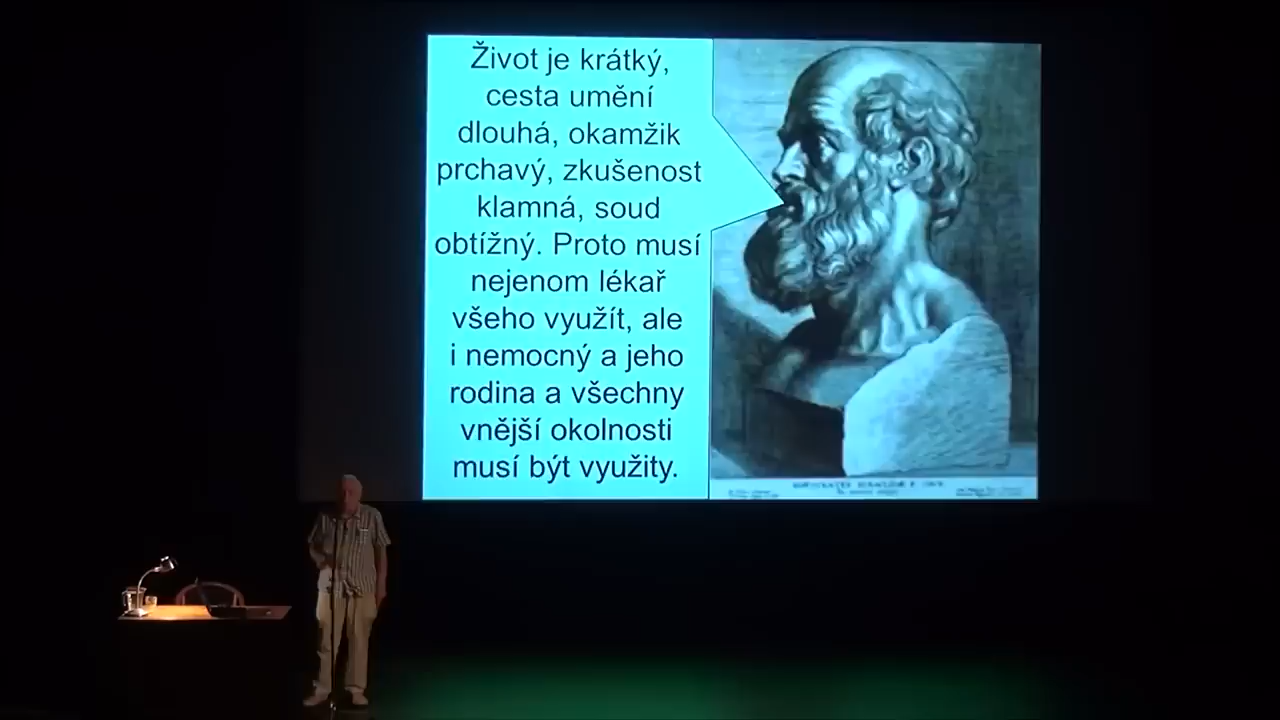 Život je krátký,
cesta umění
dlouhá, okamžik
prchavý, zkušenost
klamná, soud
obtížný. Proto musí
nejenom lékař
všeho využít, ale
i nemocný a jeho
rodina a všechny
vnější okolnosti
musí být využity.